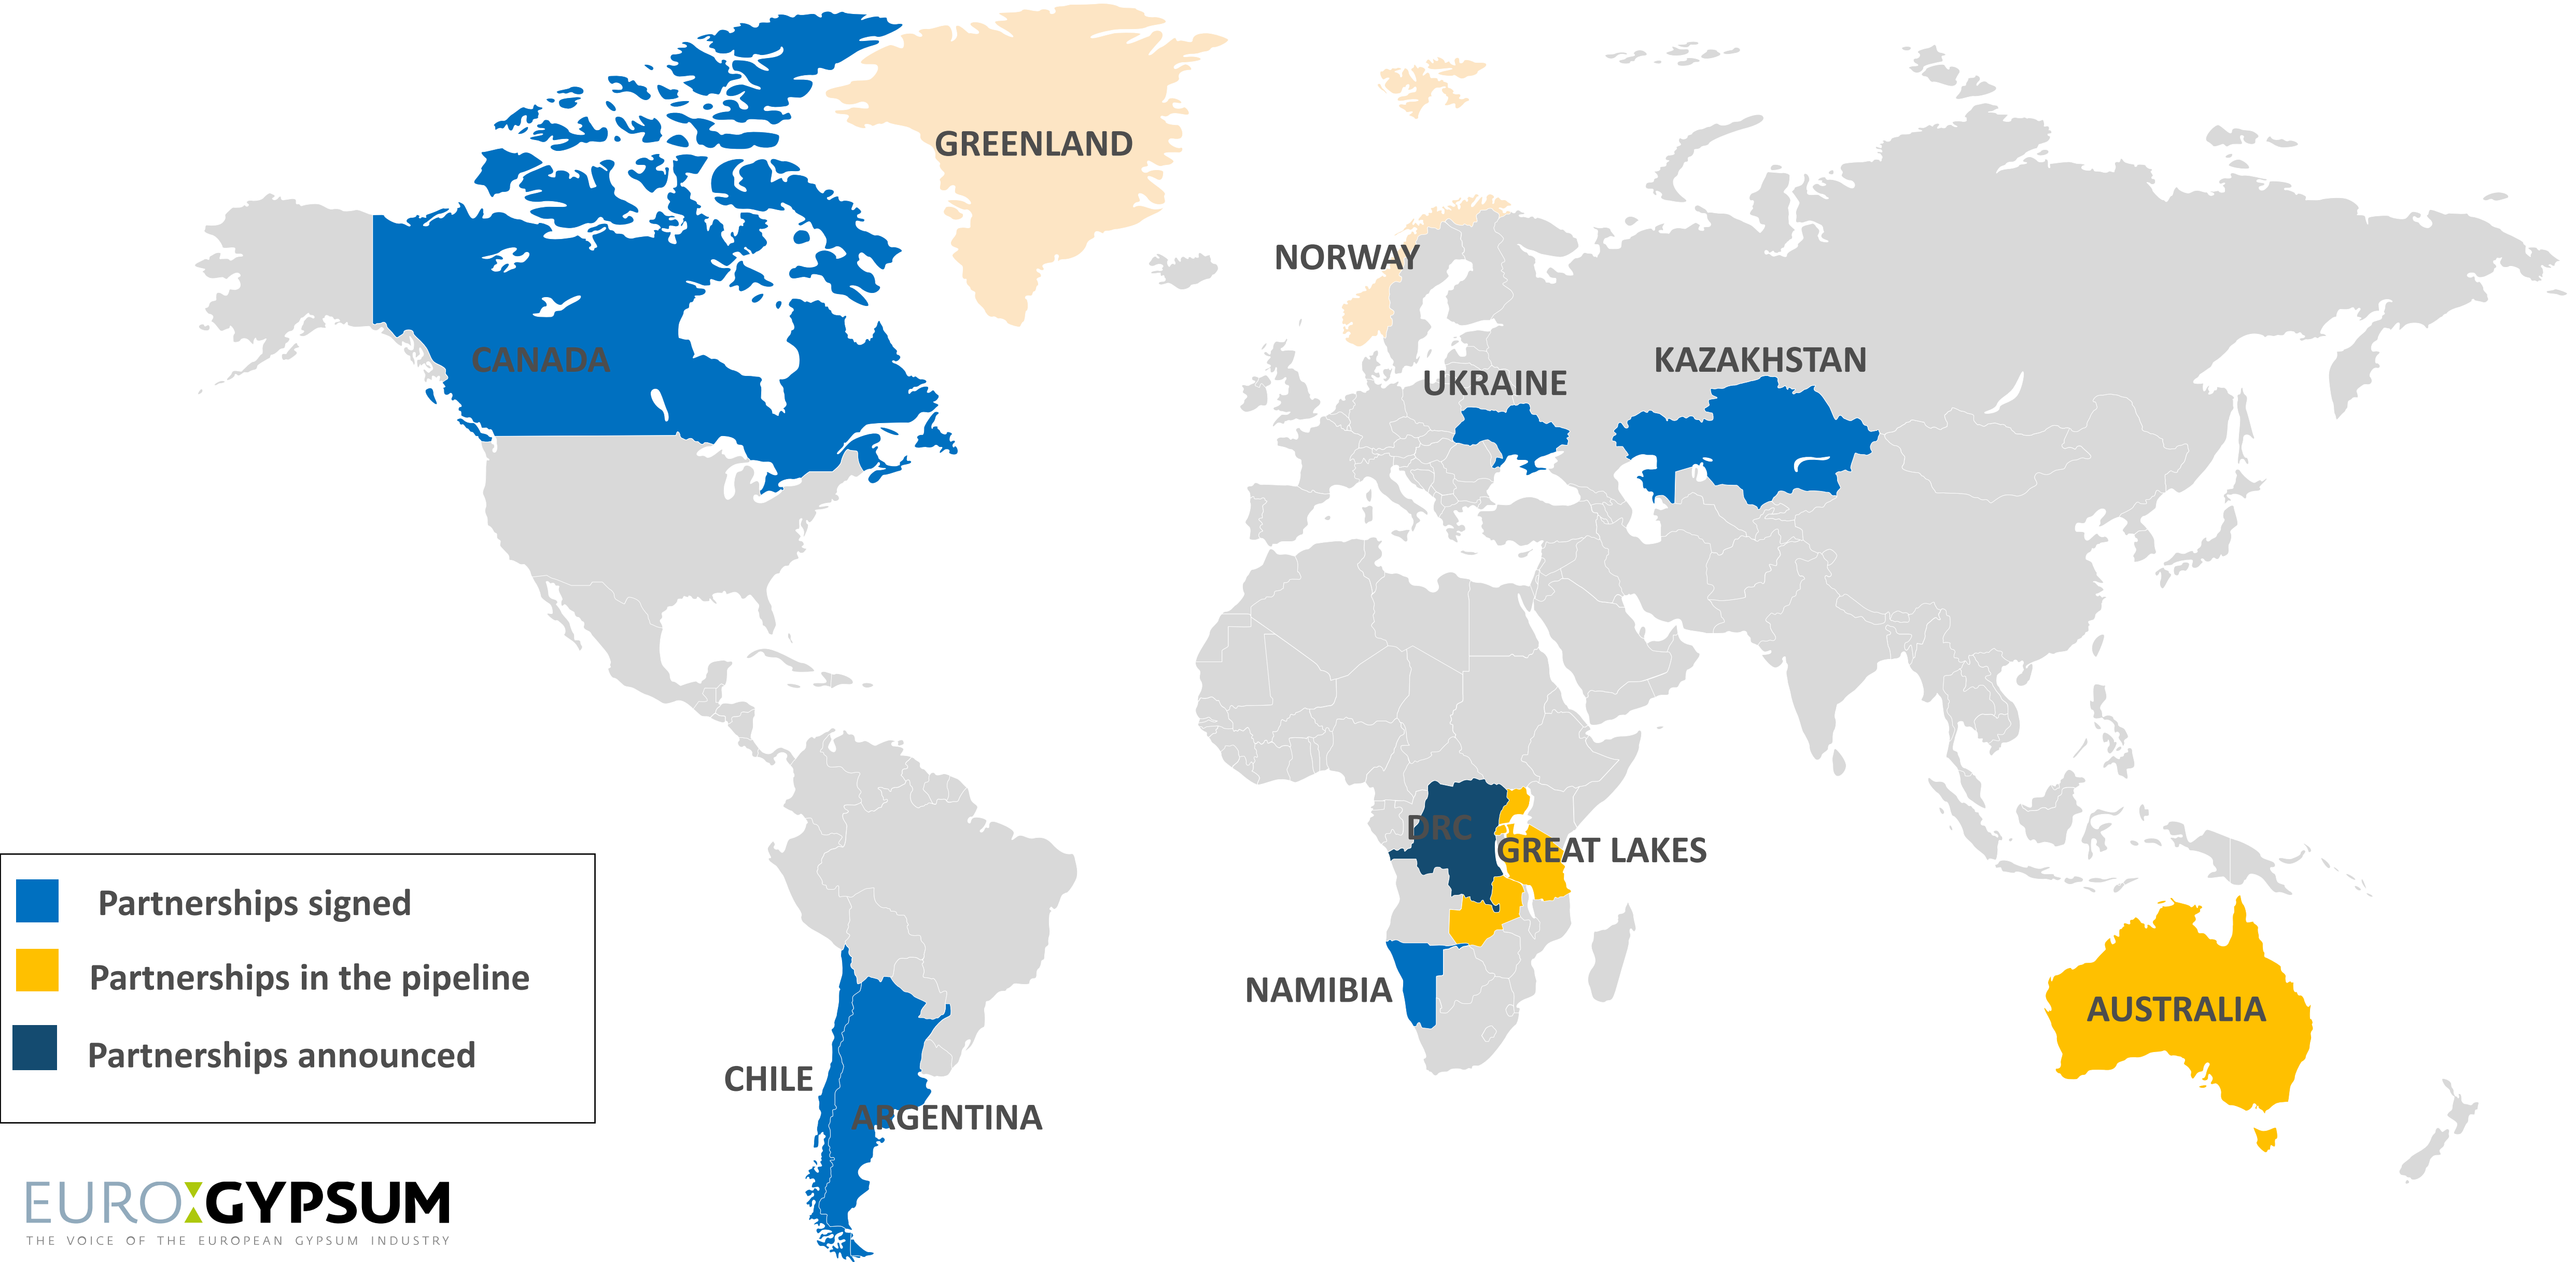 GREENLAND
NORWAY
CANADA
UKRAINE
KAZAKHSTAN
DRC
GREAT LAKES
NAMIBIA
AUSTRALIA
CHILE
ARGENTINA
Partnerships signed
Partnerships in the pipeline
Partnerships announced
EUROGYPSUM
THE VOICE OF THE EUROPEAN GYPSUM INDUSTRY